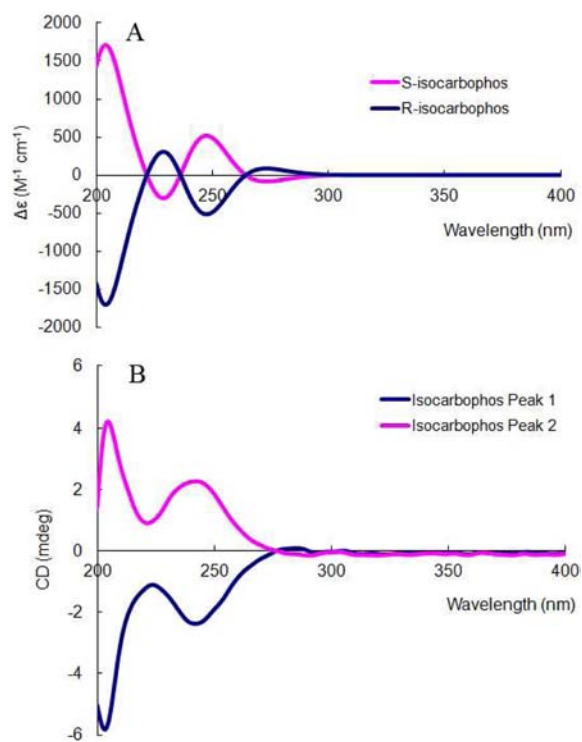 A
2000
1500
1000
500
0
-500
-1000
-1500
-2000
Δε (M⁻¹ cm⁻¹)
S-isocarbophos
R-isocarbophos
200 250 300 350 400
Wavelength (nm)
B
6
4
2
0
-2
-4
-6
CD (mdeg)
Isocarbophos Peak 1
Isocarbophos Peak 2
200 250 300 350 400
Wavelength (nm)